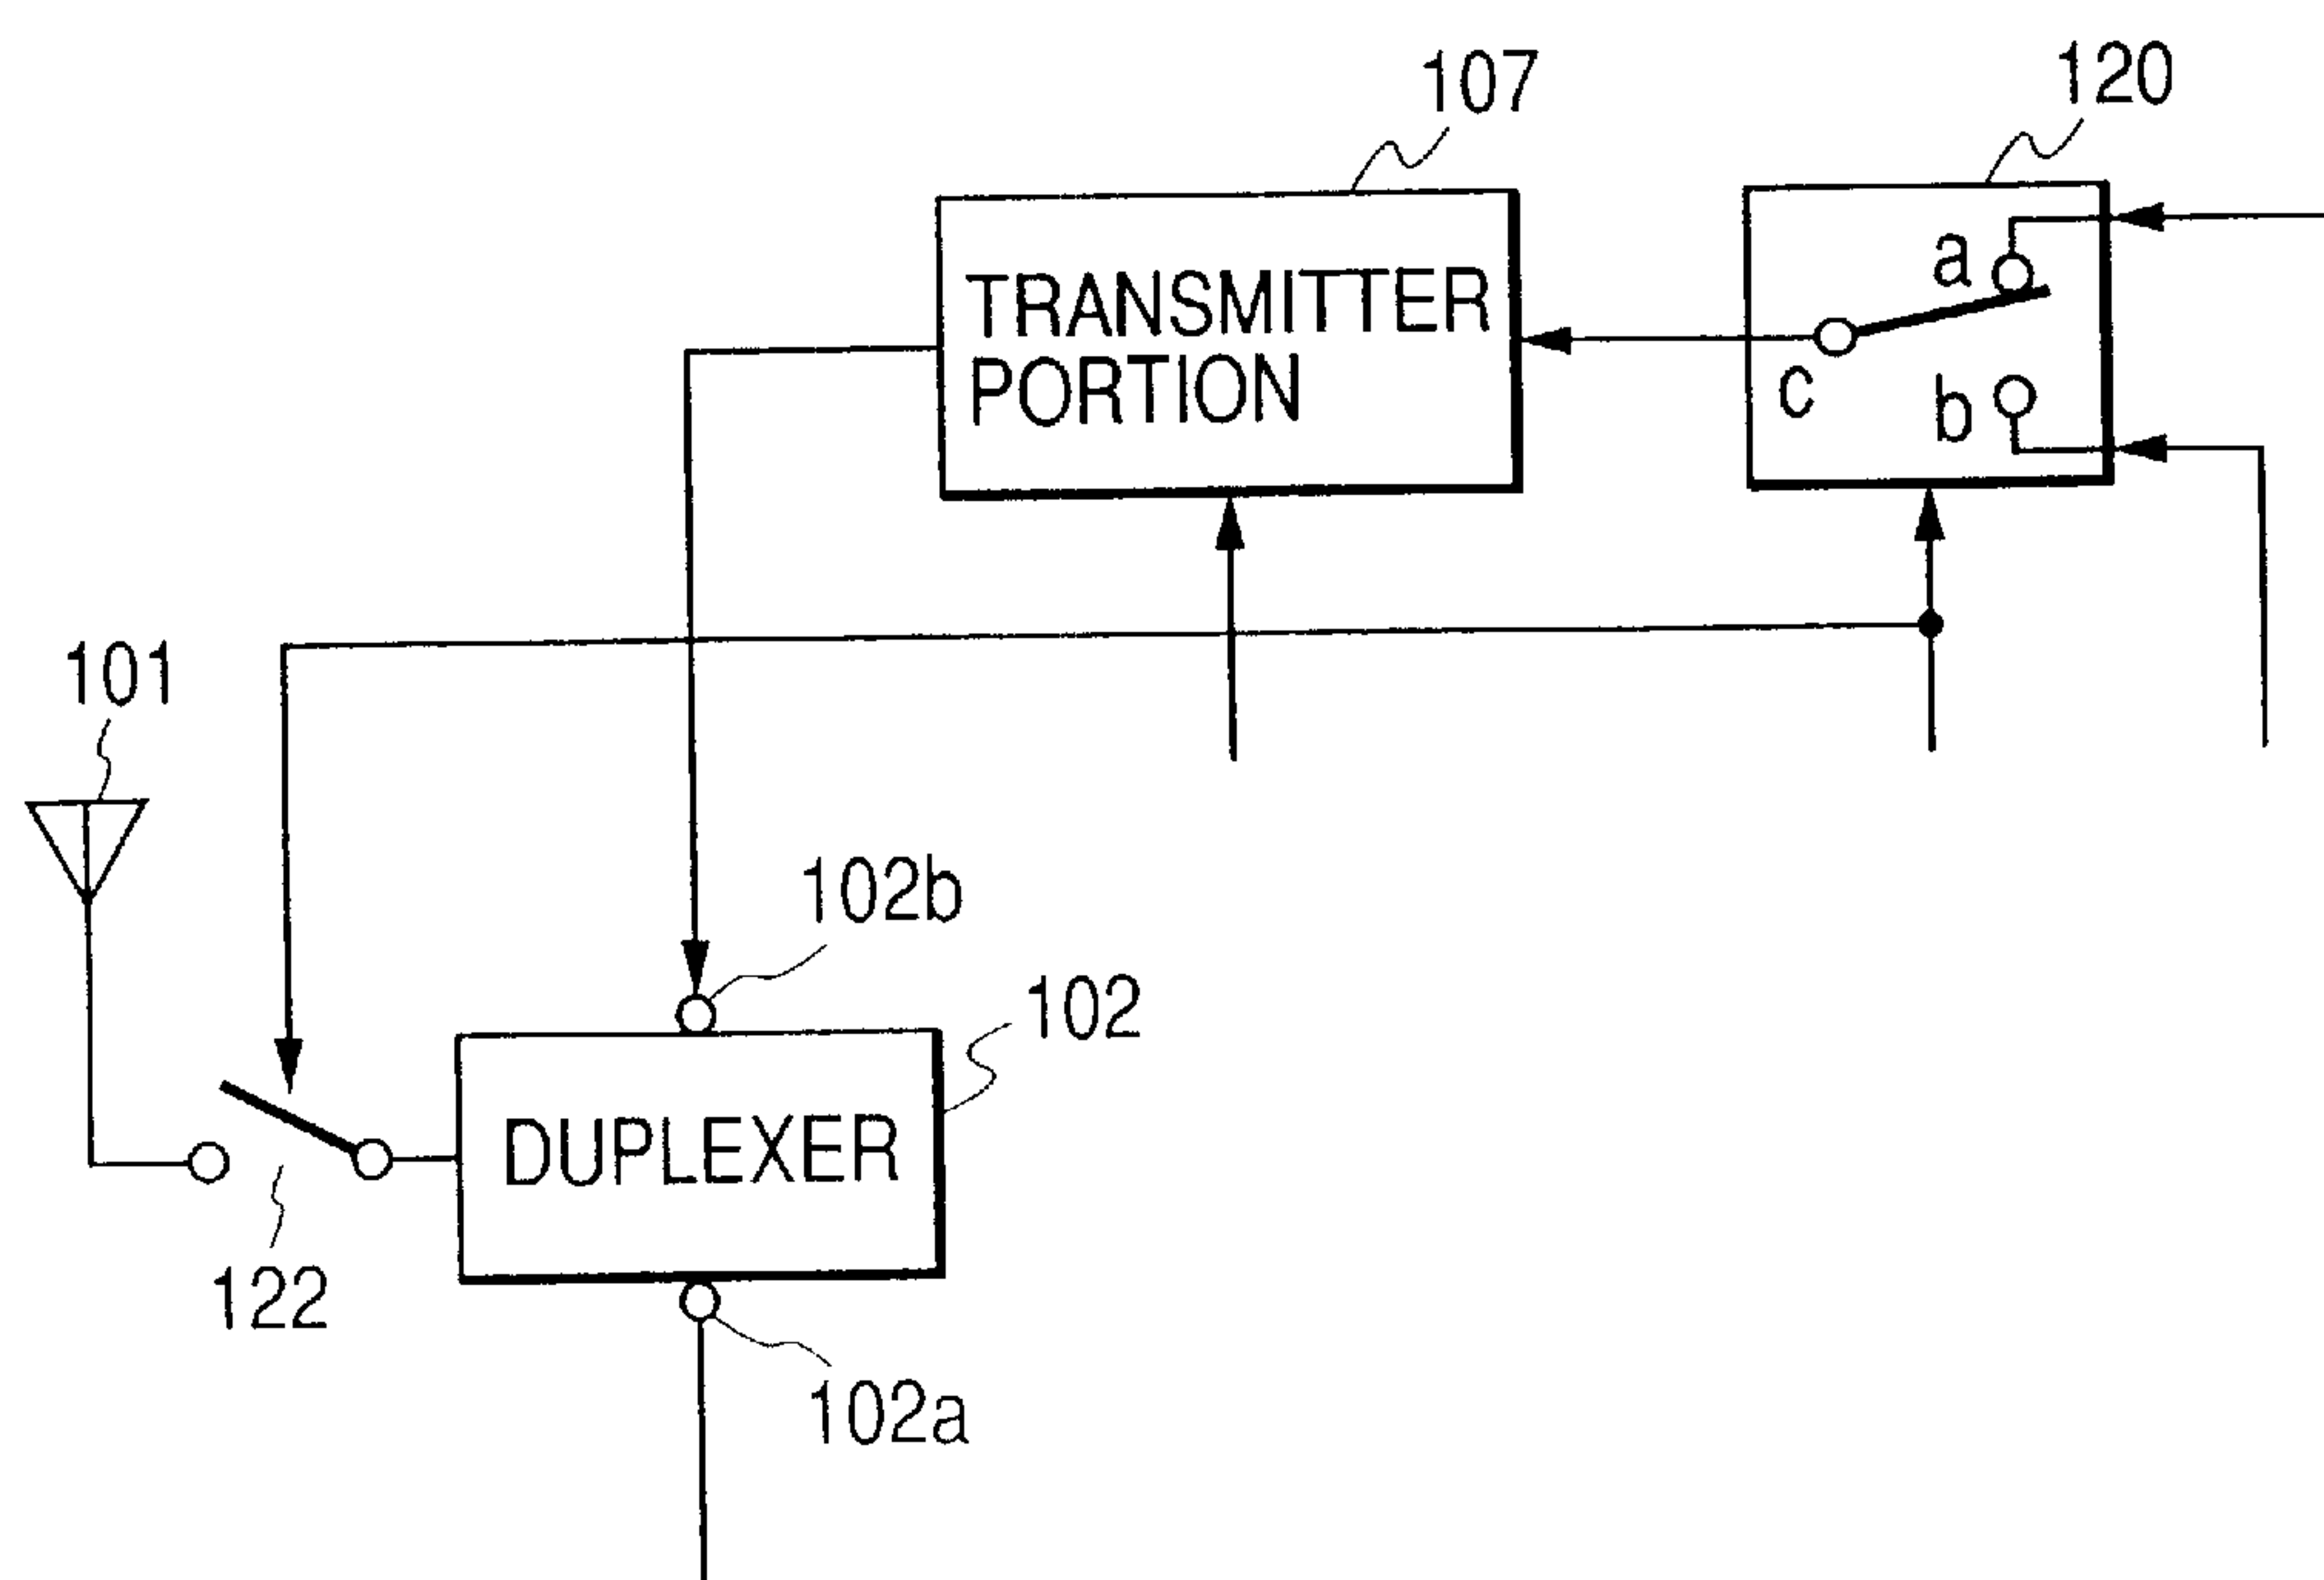 107
120
TRANSMITTER
PORTION
a
c
b
101
102b
102
DUPLEXER
122
102a